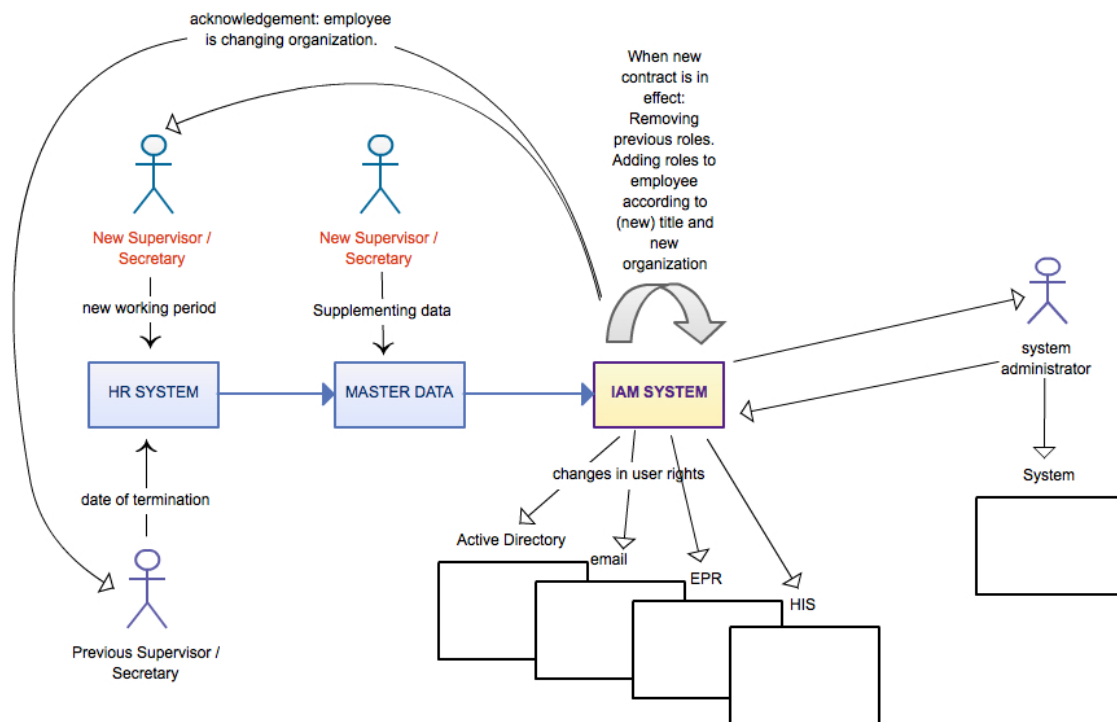 acknowledgement: employee
is changing organization.
When new
contract is in
effect:
Removing
previous roles.
Adding roles to
employee
according to
(new) title and
new
organization
New Supervisor /
Secretary
New Supervisor /
Secretary
new working period
Supplementing data
system
administrator
HR SYSTEM
MASTER DATA
IAM SYSTEM
changes in user rights
System
date of termination
Active Directory
email
EPR
HIS
Previous Supervisor /
Secretary